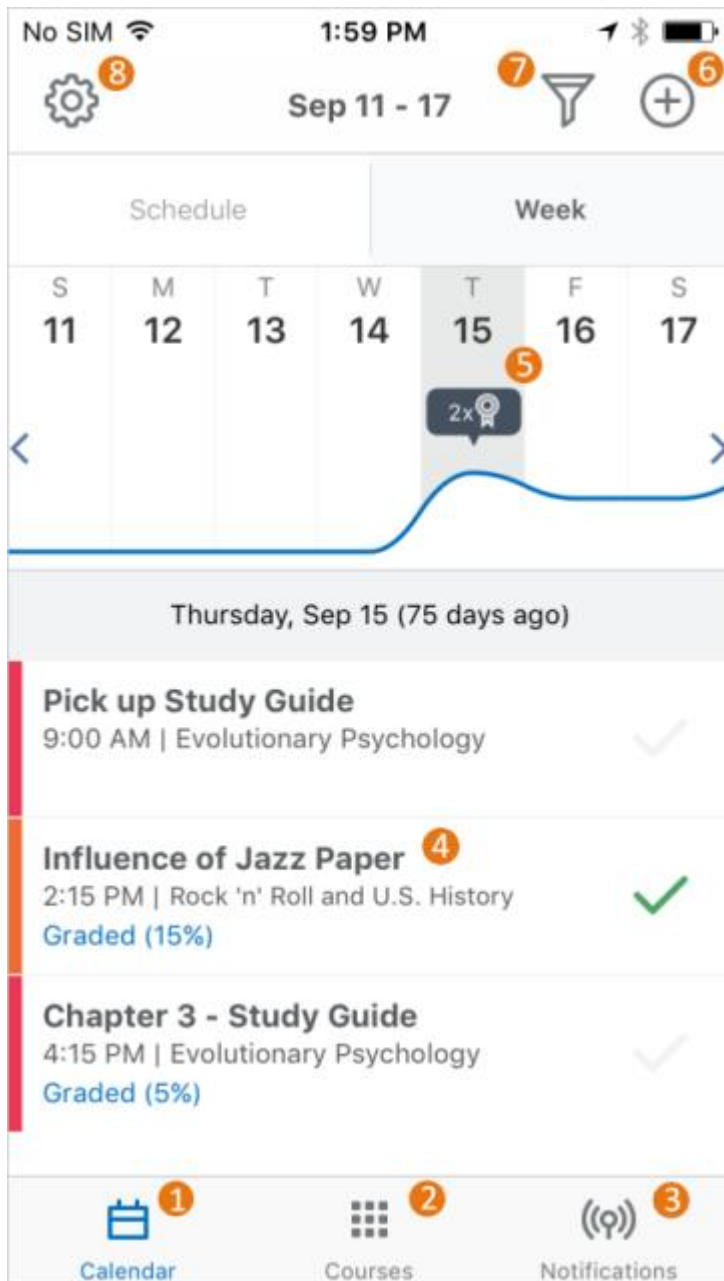 No SIM 1:59 PM
8 Sep 11 - 17 7 6
Schedule Week
S M T W T F S
11 12 13 14 15 16 17
5
2x
Thursday, Sep 15 (75 days ago)
Pick up Study Guide
9:00 AM | Evolutionary Psychology
Influence of Jazz Paper 4
2:15 PM | Rock 'n' Roll and U.S. History
Graded (15%)
Chapter 3 - Study Guide
4:15 PM | Evolutionary Psychology
Graded (5%)
1 2 3
Calendar Courses Notifications